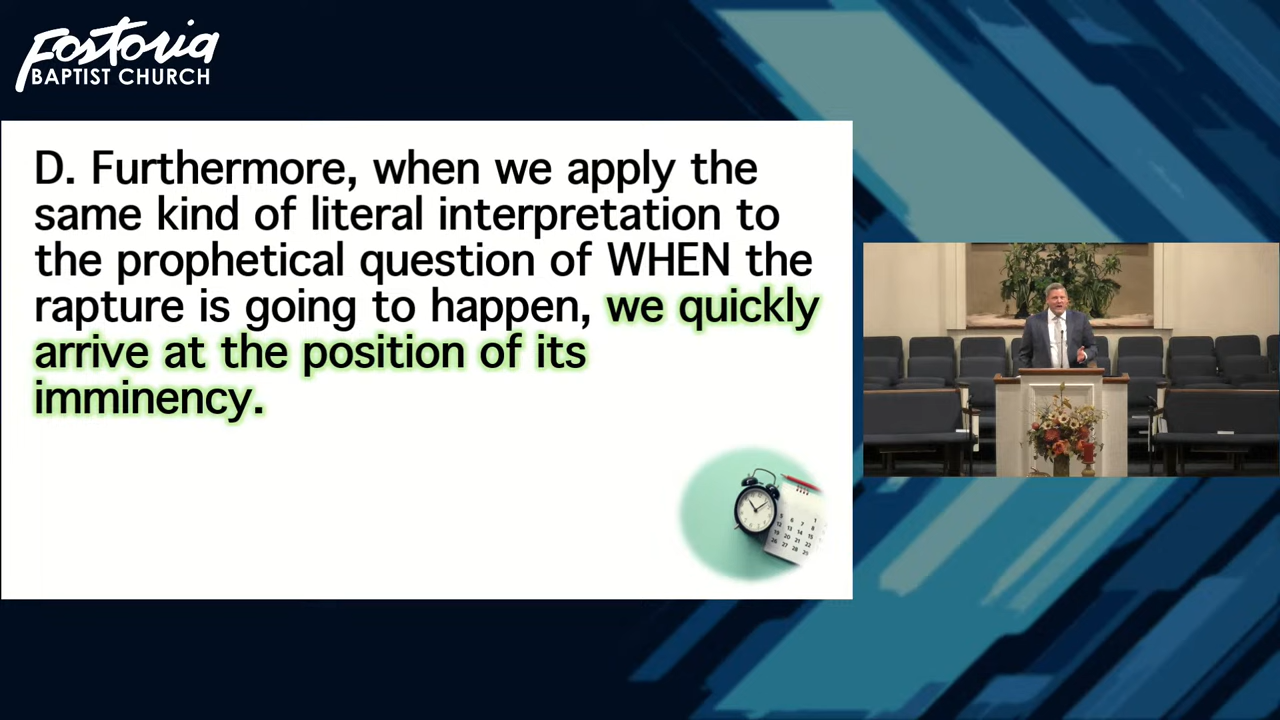 Fostoria
BAPTIST CHURCH
D. Furthermore, when we apply the
same kind of literal interpretation to
the prophetical question of WHEN the
rapture is going to happen, we quickly
arrive at the position of its
imminency.